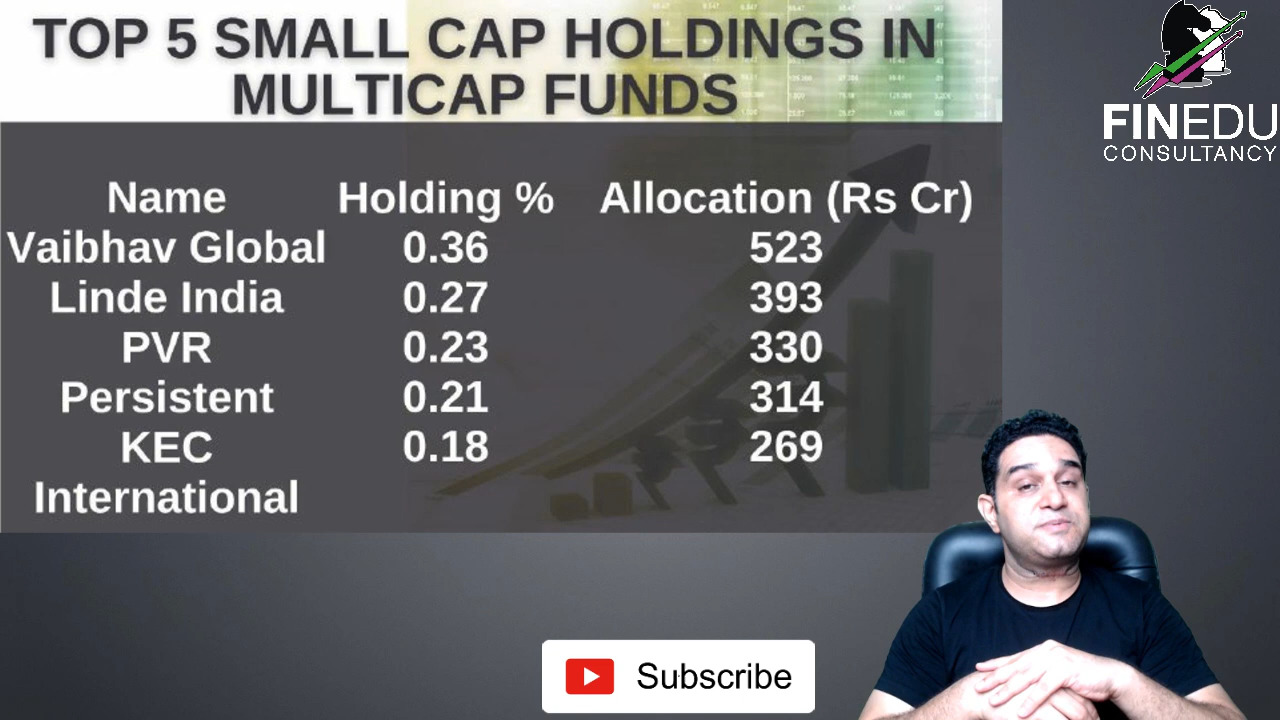 TOP 5 SMALL CAP HOLDINGS IN
MULTICAP FUNDS
FINEDU
CONSULTANCY
Name Holding % Allocation (Rs Cr)
Vaibhav Global 0.36 523
Linde India 0.27 393
PVR 0.23 330
Persistent 0.21 314
KEC 0.18 269
International
Subscribe